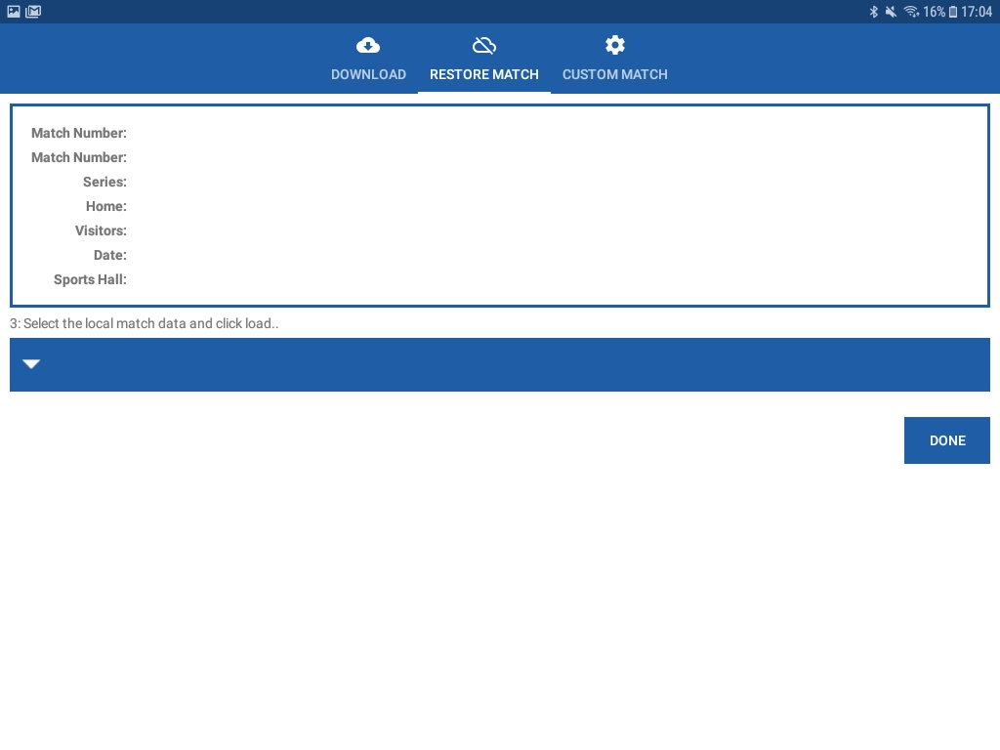 16% 17:04
DOWNLOAD RESTORE MATCH CUSTOM MATCH
Match Number:
Match Number:
Series:
Home:
Visitors:
Date:
Sports Hall:
3: Select the local match data and click load..
DONE